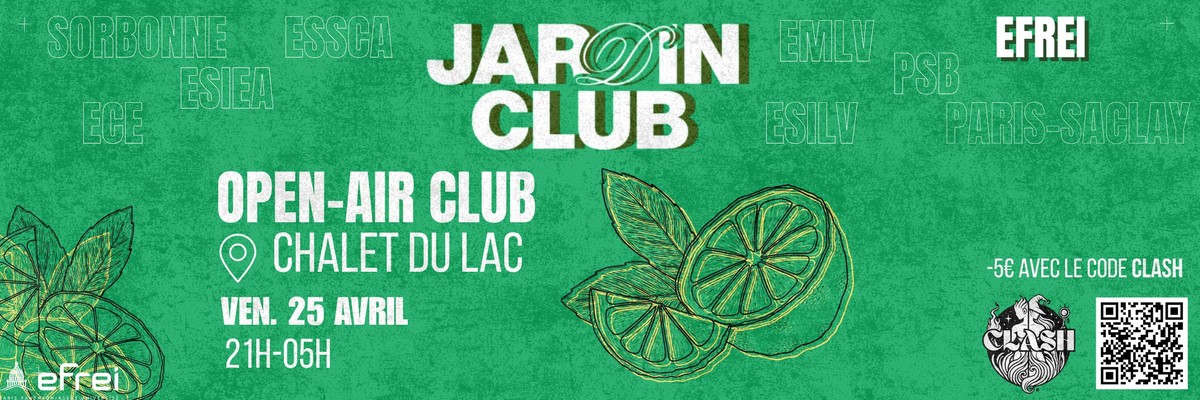 SORBONNE
ESSCA
ESIEA
ECE
JARDIN
CLUB
EMLV
EFREI
PSB
ESILV
PARIS-SACLAY
OPEN-AIR CLUB
CHALET DU LAC
VEN. 25 AVRIL
21H-05H
-5€ AVEC LE CODE CLASH
CLASH
efrei